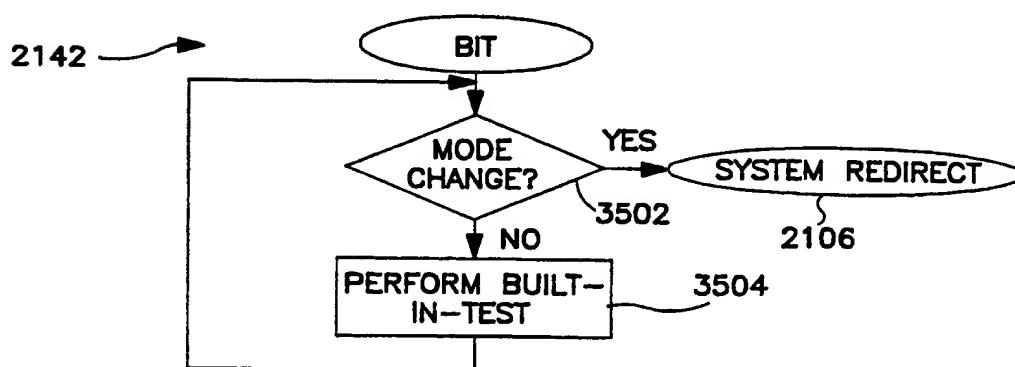 2142
BIT
MODE
CHANGE?
YES
SYSTEM REDIRECT
3502
2106
NO
PERFORM BUILT-
IN-TEST
3504